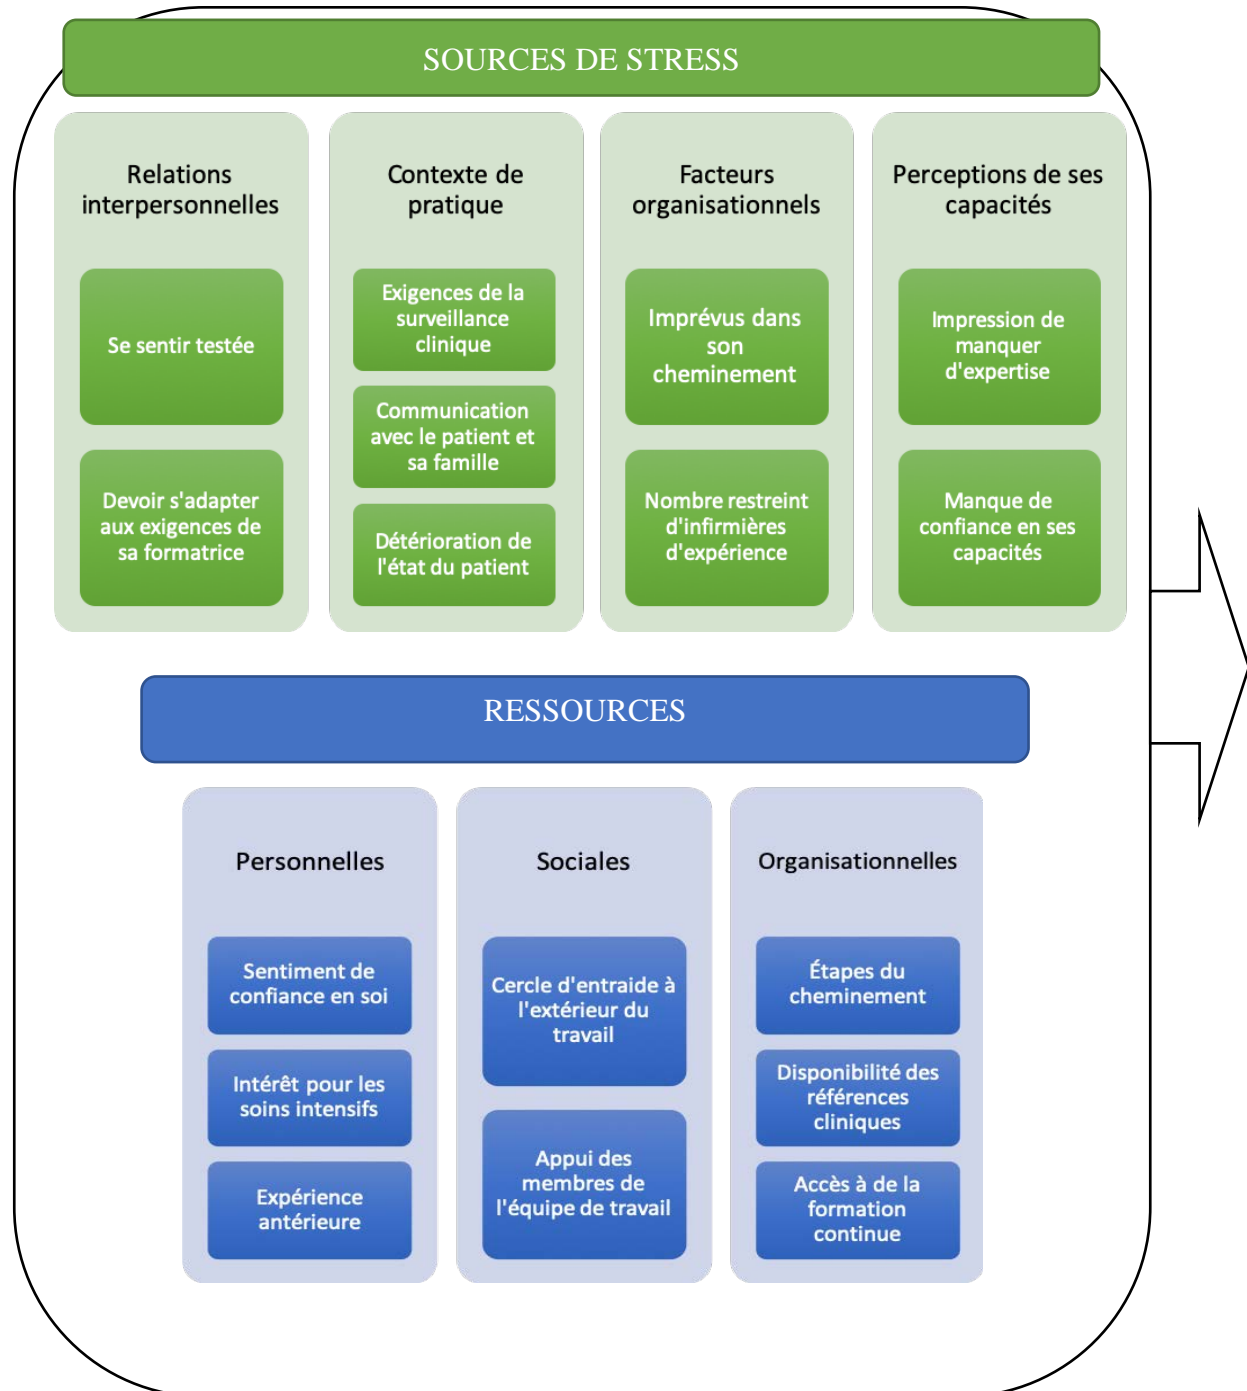 SOURCES DE STRESS
Relations
interpersonnelles
Se sentir testée
Devoir s'adapter
aux exigences de
sa formatrice
Contexte de
pratique
Exigences de la
surveillance
clinique
Communication
avec le patient et
sa famille
Détérioration de
l'état du patient
Facteurs
organisationnels
Imprévus dans
son
cheminement
Nombre restreint
d'infirmières
d'expérience
Perceptions de ses
capacités
Impression de
manquer
d'expertise
Manque de
confiance en ses
capacités
RESSOURCES
Personnelles
Sentiment de
confiance en soi
Intérêt pour les
soins intensifs
Expérience
antérieure
Sociales
Cercle d'entraide à
l'extérieur du
travail
Appui des
membres de
l'équipe de travail
Organisationnelles
Étapes du
cheminement
Disponibilité des
références
cliniques
Accès à de la
formation
continue